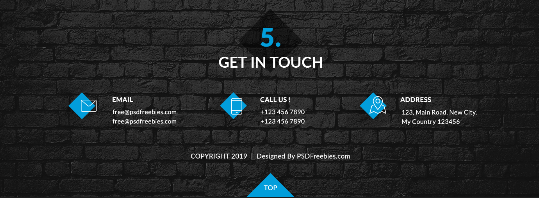 5.
GET IN TOUCH
EMAIL
free@psdfreebies.com
free@psdfreebies.com
CALL US !
+123 456 7890
+123 456 7890
ADDRESS
123, Main Road, New City,
My Country 123456
COPYRIGHT 2019 | Designed By PSDFreebies.com
TOP